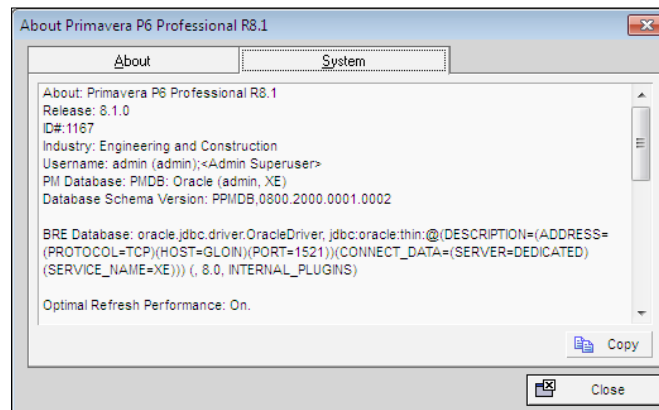 About Primavera P6 Professional R8.1
About
System
About: Primavera P6 Professional R8.1
Release: 8.1.0
ID#:1167
Industry: Engineering and Construction
Username: admin (admin);<Admin Superuser>
PM Database: PMDB: Oracle (admin, XE)
Database Schema Version: PPMDB,0800.2000.0001.0002
BRE Database: oracle.jdbc.driver.OracleDriver, jdbc:oracle:thin:@(DESCRIPTION=(ADDRESS=
(PROTOCOL=TCP)(HOST=GLOIN)(PORT=1521))(CONNECT_DATA=(SERVER=DEDICATED)
(SERVICE_NAME=XE))) (, 8.0, INTERNAL_PLUGINS)
Optimal Refresh Performance: On.
Copy
Close